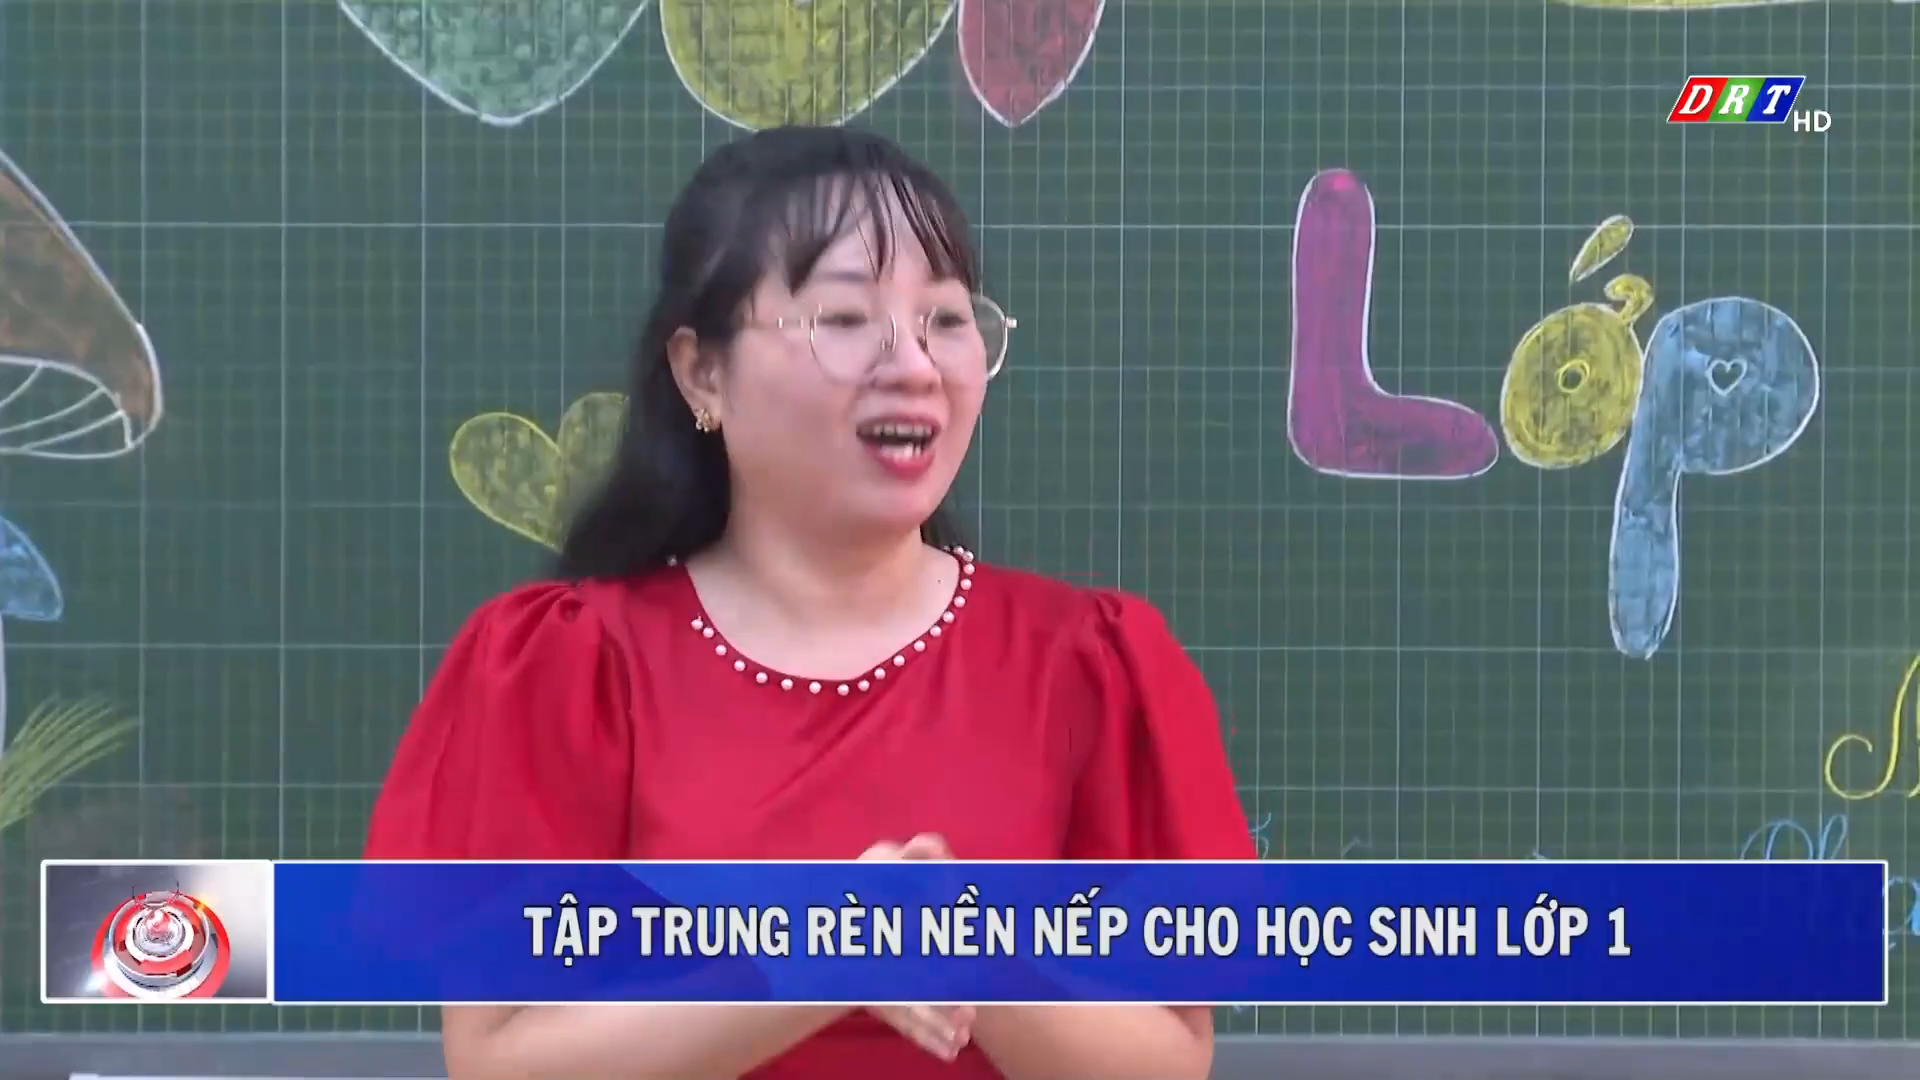 DRT HD
Lớp
TẬP TRUNG RÈN NỀN NẾP CHO HỌC SINH LỚP 1